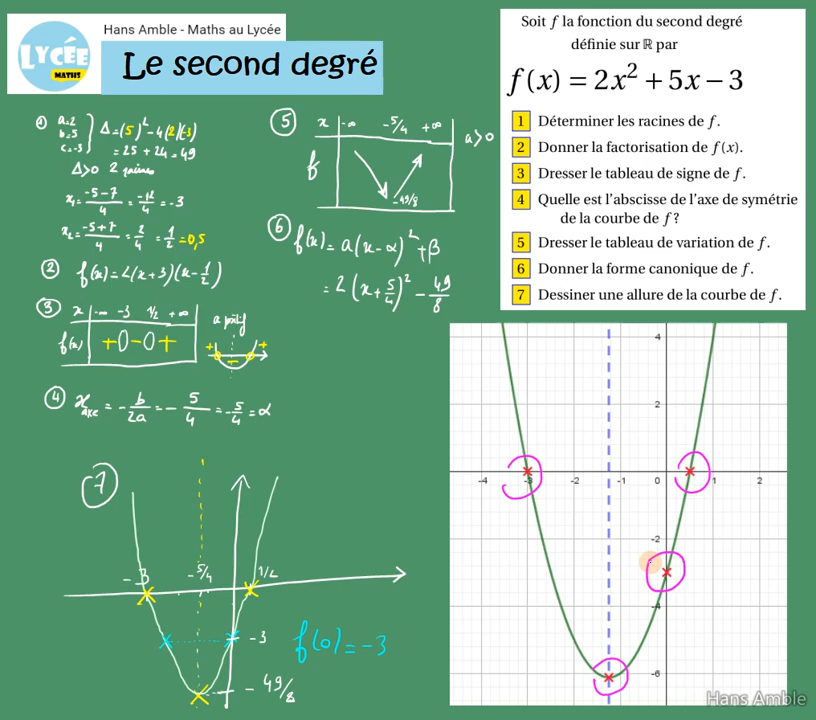 Hans Amble - Maths au Lycée
LYCÉE
MATHS
Le second degré
Soit f la fonction du second degré
définie sur ℝ par
f(x) = 2x² + 5x − 3
1 Déterminer les racines de f.
2 Donner la factorisation de f(x).
3 Dresser le tableau de signe de f.
4 Quelle est l'abscisse de l'axe de symétrie
de la courbe de f ?
5 Dresser le tableau de variation de f.
6 Donner la forme canonique de f.
7 Dessiner une allure de la courbe de f.
a=2
b=5
c=-3
Δ=(5)²-4(2)(-3)
=25+24=49
Δ>0 2 racines
x₁=(-5-7)/4=-12/4=-3
x₂=(-5+7)/4=2/4=1/2=0,5
② f(x)=2(x+3)(x-1/2)
③ x -∞ -3 1/2 +∞
f(x) +0-0+
a positif
+ - +
④ x axe = -b/2a = -5/4 = -5/4 = α
⑤ x -∞ -5/4 +∞ a>0
f
-49/8
⑥ f(x)=a(x-α)²+β
=2(x+5/4)²-49/8
⑦
-3 -5/4 1/2
-3
f(0)=-3
-49/8
4
2
-4 -3 -2 -1 0 1 2
-2
-4
-6
Hans Amble